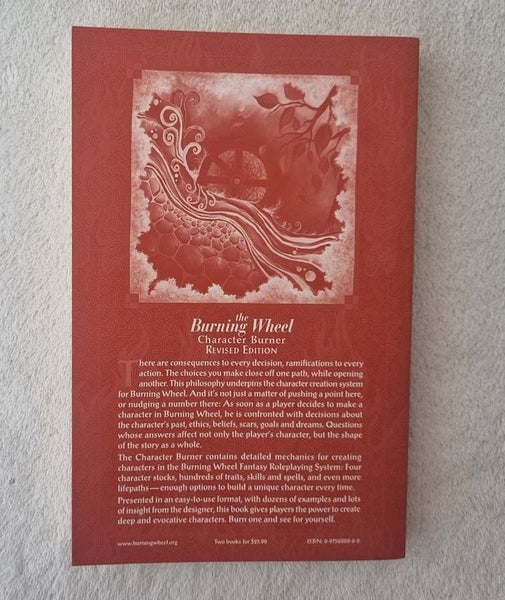 the
Burning Wheel
Character Burner
REVISED EDITION
There are consequences to every decision, ramifications to every
action. The choices you make close off one path, while opening
another. This philosophy underpins the character creation system
for Burning Wheel. And it's not just a matter of pushing a point here,
or nudging a number there: As soon as a player decides to make a
character in Burning Wheel, he is confronted with decisions about
the character's past, ethics, beliefs, scars, goals and dreams. Questions
whose answers affect not only the player's character, but the shape
of the story as a whole.
The Character Burner contains detailed mechanics for creating
characters in the Burning Wheel Fantasy Roleplaying System: Four
character stocks, hundreds of traits, skills and spells, and even more
lifepaths—enough options to build a unique character every time.
Presented in an easy-to-use format, with dozens of examples and lots
of insight from the designer, this book gives players the power to create
deep and evocative characters. Burn one and see for yourself.
www.burningwheel.org Two books for $25.00 ISBN: